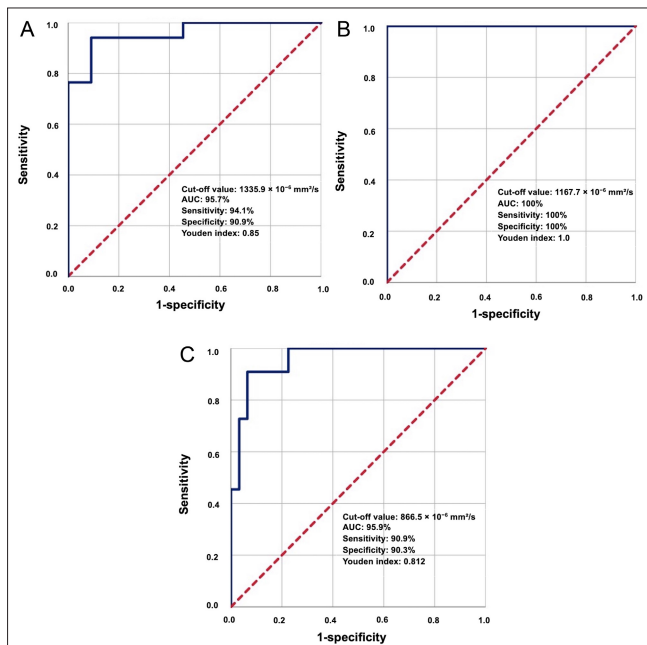 A
1.0
0.8
0.6
0.4
0.2
0.0
Sensitivity
Cut-off value: 1335.9 × 10⁻⁶ mm²/s
AUC: 95.7%
Sensitivity: 94.1%
Specificity: 90.9%
Youden index: 0.85
0.0 0.2 0.4 0.6 0.8 1.0
1-specificity
B
1.0
0.8
0.6
0.4
0.2
0.0
Sensitivity
Cut-off value: 1167.7 × 10⁻⁶ mm²/s
AUC: 100%
Sensitivity: 100%
Specificity: 100%
Youden index: 1.0
0.0 0.2 0.4 0.6 0.8 1.0
1-specificity
C
1.0
0.8
0.6
0.4
0.2
0.0
Sensitivity
Cut-off value: 866.5 × 10⁻⁶ mm²/s
AUC: 95.9%
Sensitivity: 90.9%
Specificity: 90.3%
Youden index: 0.812
0.0 0.2 0.4 0.6 0.8 1.0
1-specificity